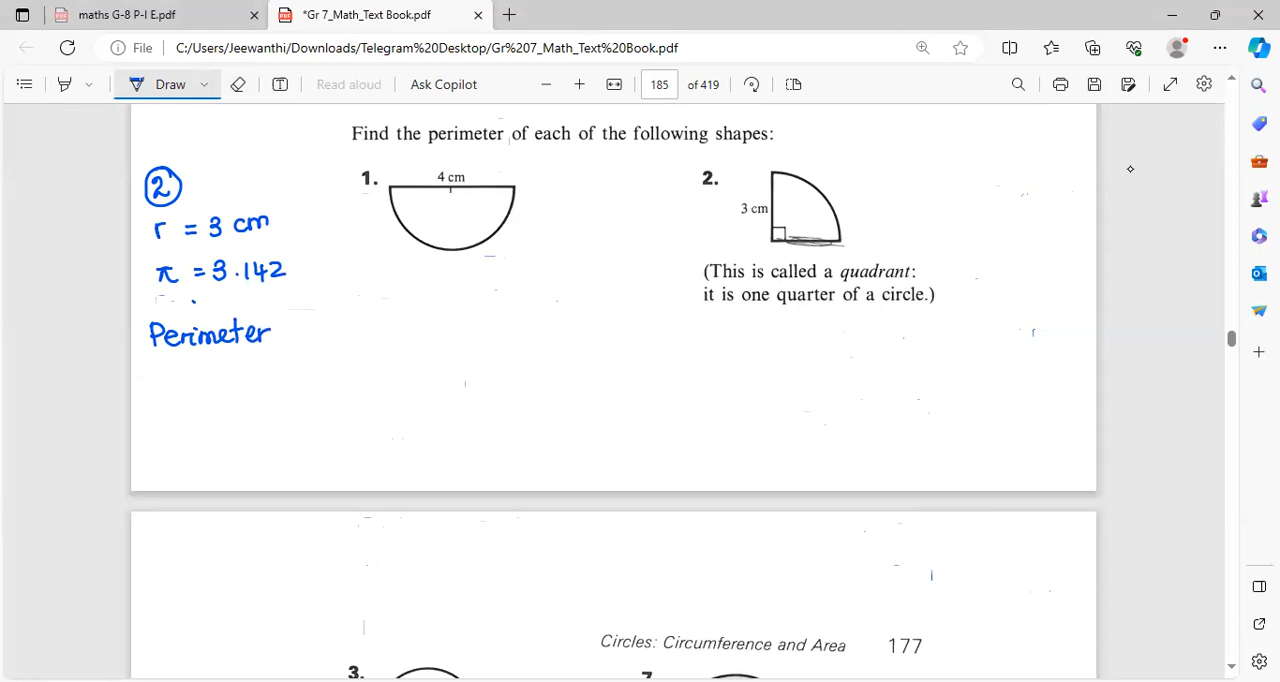 maths G-8 P-I E.pdf
*Gr 7_Math_Text Book.pdf
File
C:/Users/Jeewanthi/Downloads/Telegram%20Desktop/Gr%207_Math_Text%20Book.pdf
Draw
Read aloud
Ask Copilot
185 of 419
Find the perimeter of each of the following shapes:
②
r = 3 cm
π = 3.142
Perimeter
1.
4 cm
2.
3 cm
(This is called a quadrant:
it is one quarter of a circle.)
Circles: Circumference and Area 177
3.